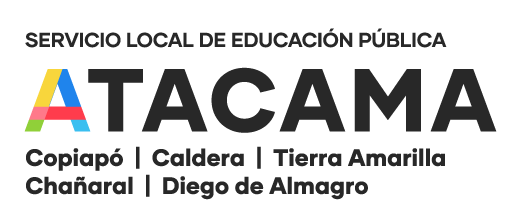 SERVICIO LOCAL DE EDUCACIÓN PÚBLICA
ATACAMA
Copiapó | Caldera | Tierra Amarilla
Chañaral | Diego de Almagro